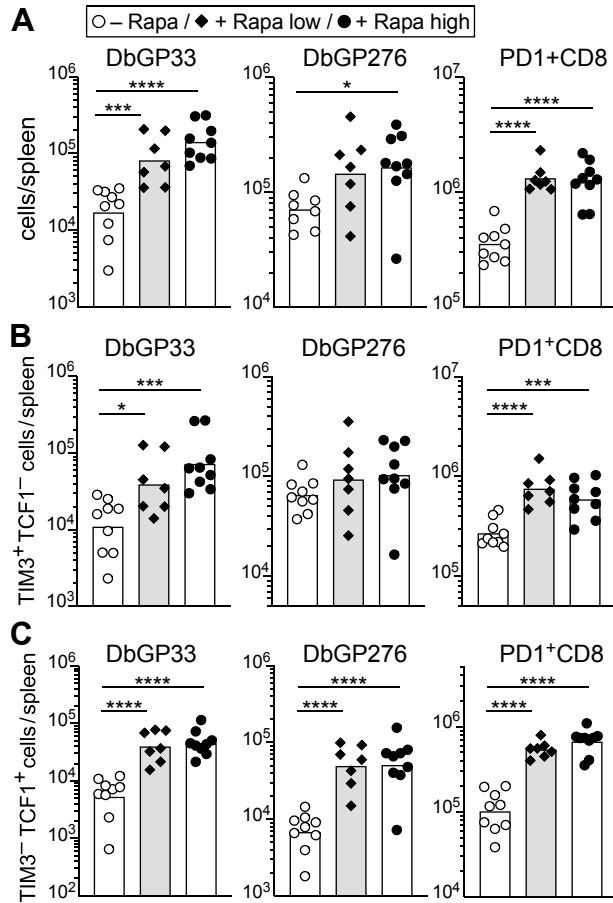 A
○ – Rapa / ◆ + Rapa low / ● + Rapa high
DbGP33 DbGP276 PD1+CD8
cells/spleen
10⁶ 10⁵ 10⁴ 10³
**** ***
10⁶ 10⁵ 10⁴
*
10⁷ 10⁶ 10⁵
**** ****
B
DbGP33 DbGP276 PD1⁺CD8
TIM3⁺ TCF1⁻ cells/spleen
10⁶ 10⁵ 10⁴ 10³
*** *
10⁶ 10⁵ 10⁴
10⁷ 10⁶ 10⁵
*** ****
C
DbGP33 DbGP276 PD1⁺CD8
TIM3⁻ TCF1⁺ cells/spleen
10⁶ 10⁵ 10⁴ 10³ 10²
**** ****
10⁶ 10⁵ 10⁴ 10³
**** ****
10⁶ 10⁵ 10⁴
**** ****